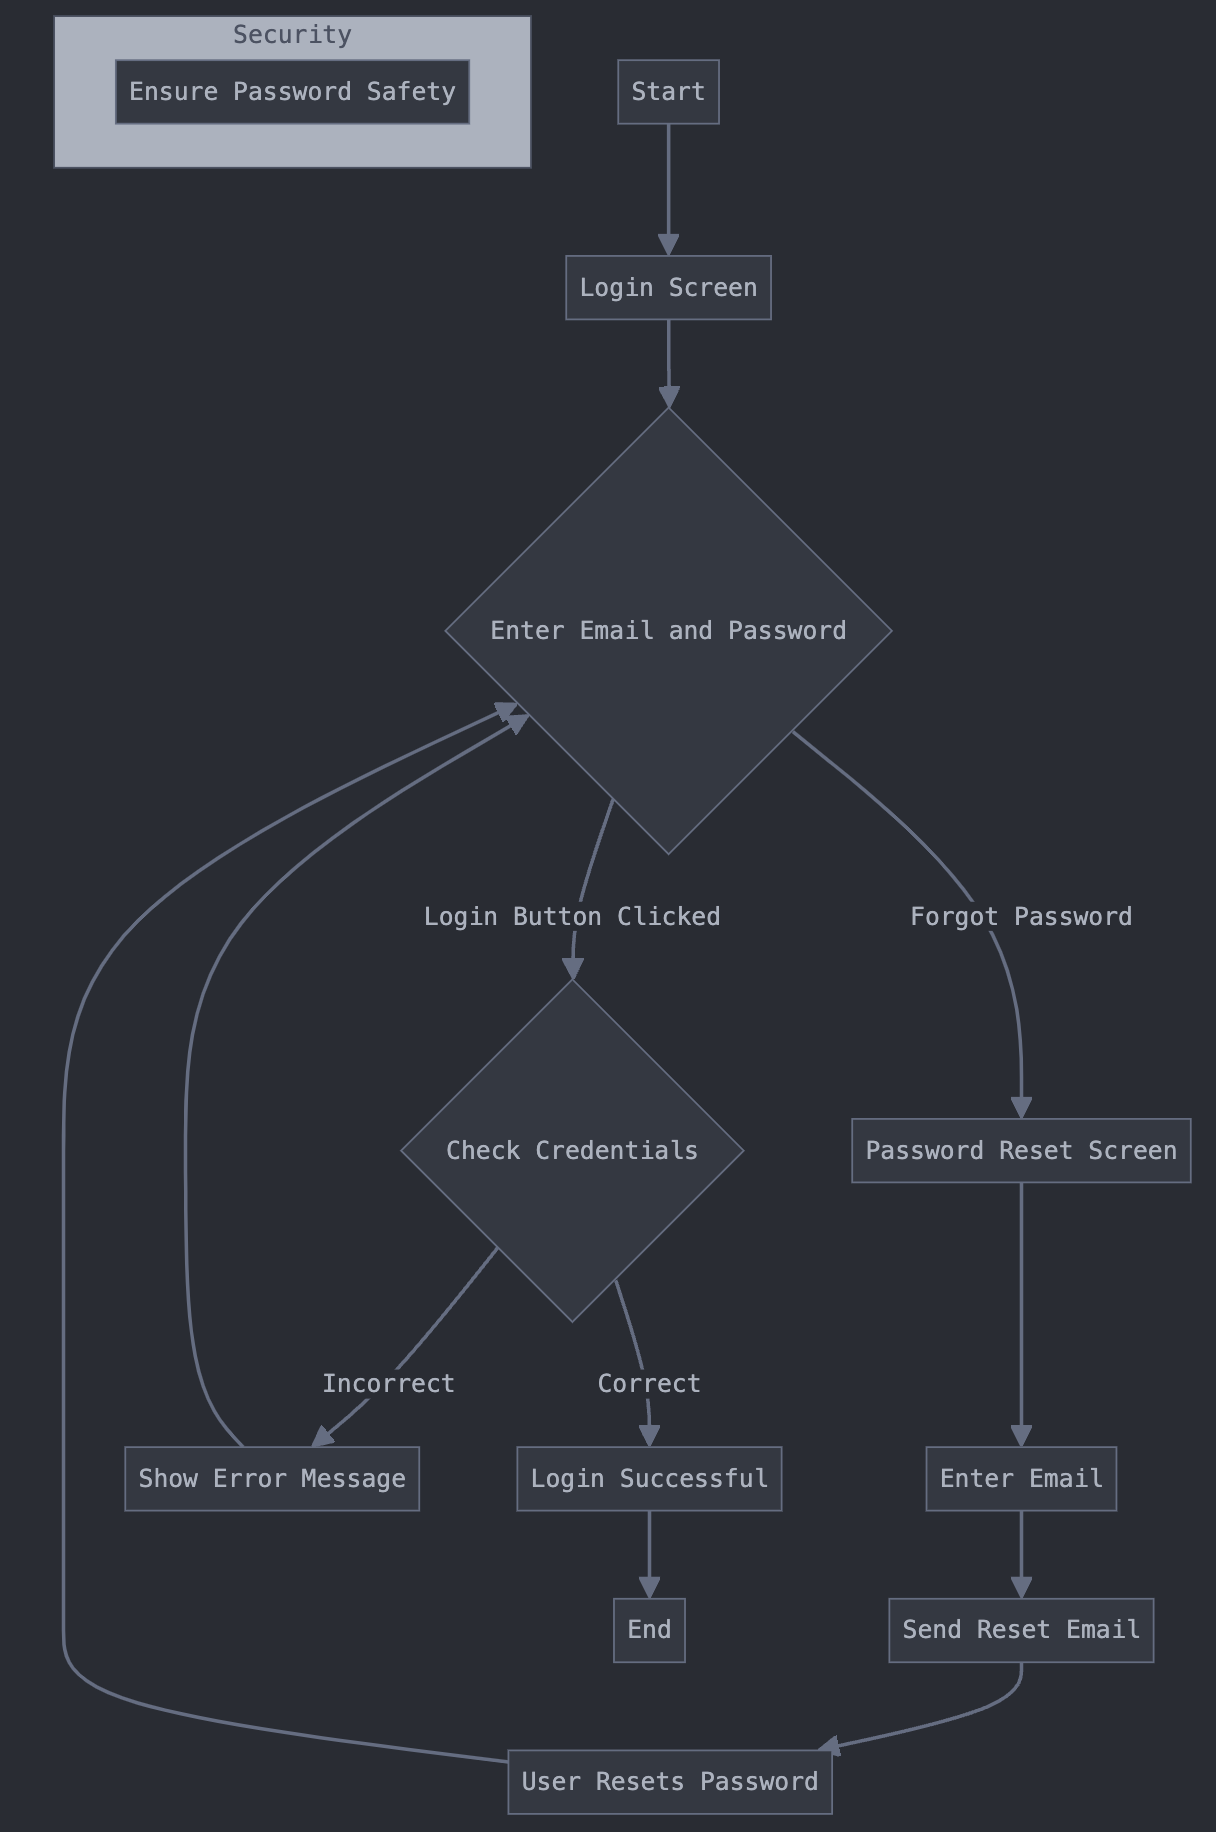 Security
Ensure Password Safety
Start
Login Screen
Enter Email and Password
Login Button Clicked
Forgot Password
Check Credentials
Password Reset Screen
Incorrect
Correct
Show Error Message
Login Successful
Enter Email
End
Send Reset Email
User Resets Password